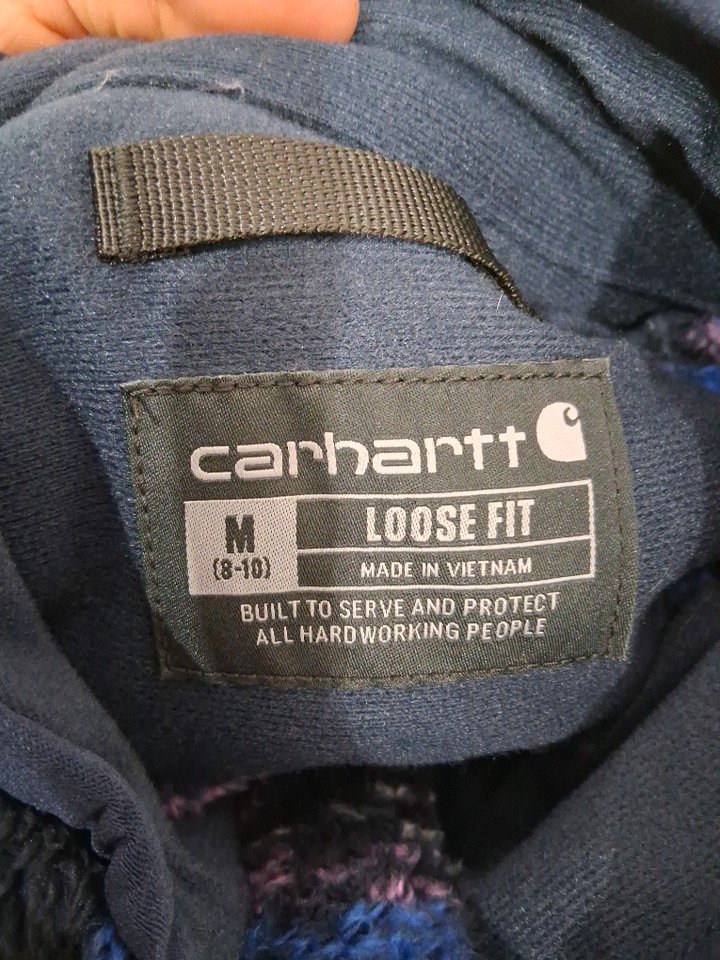 carhartt
M
(8-10)
LOOSE FIT
MADE IN VIETNAM
BUILT TO SERVE AND PROTECT
ALL HARDWORKING PEOPLE